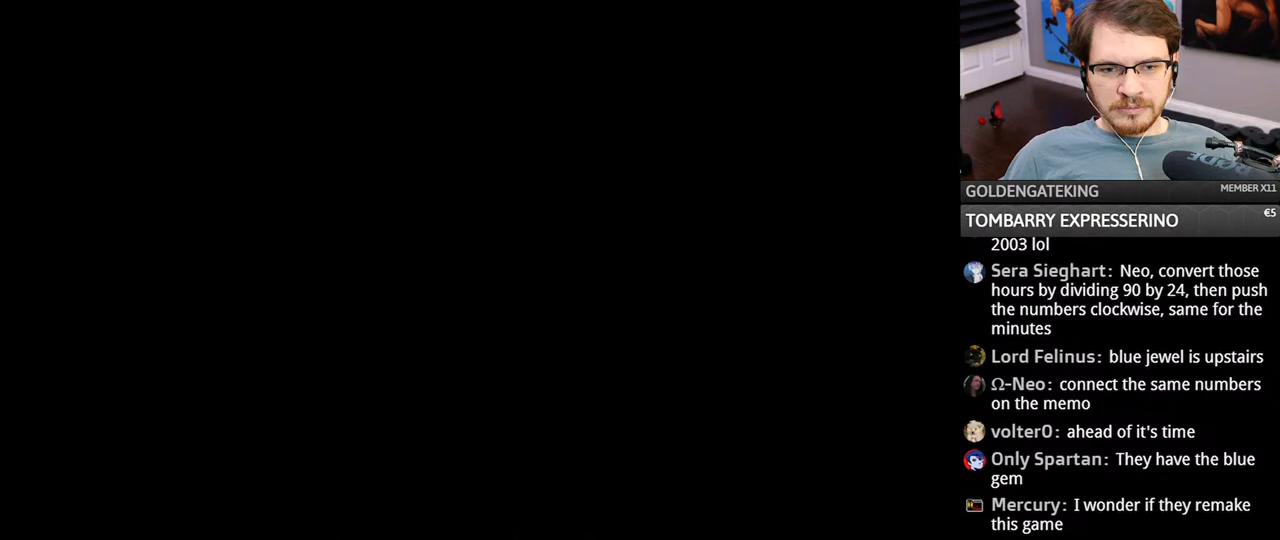 GOLDENGATEKING MEMBER X11
TOMBARRY EXPRESSERINO €5
2003 lol
Sera Sieghart: Neo, convert those
hours by dividing 90 by 24, then push
the numbers clockwise, same for the
minutes
Lord Felinus: blue jewel is upstairs
Ω-Neo: connect the same numbers
on the memo
volter0: ahead of it's time
Only Spartan: They have the blue
gem
Mercury: I wonder if they remake
this game
RODE